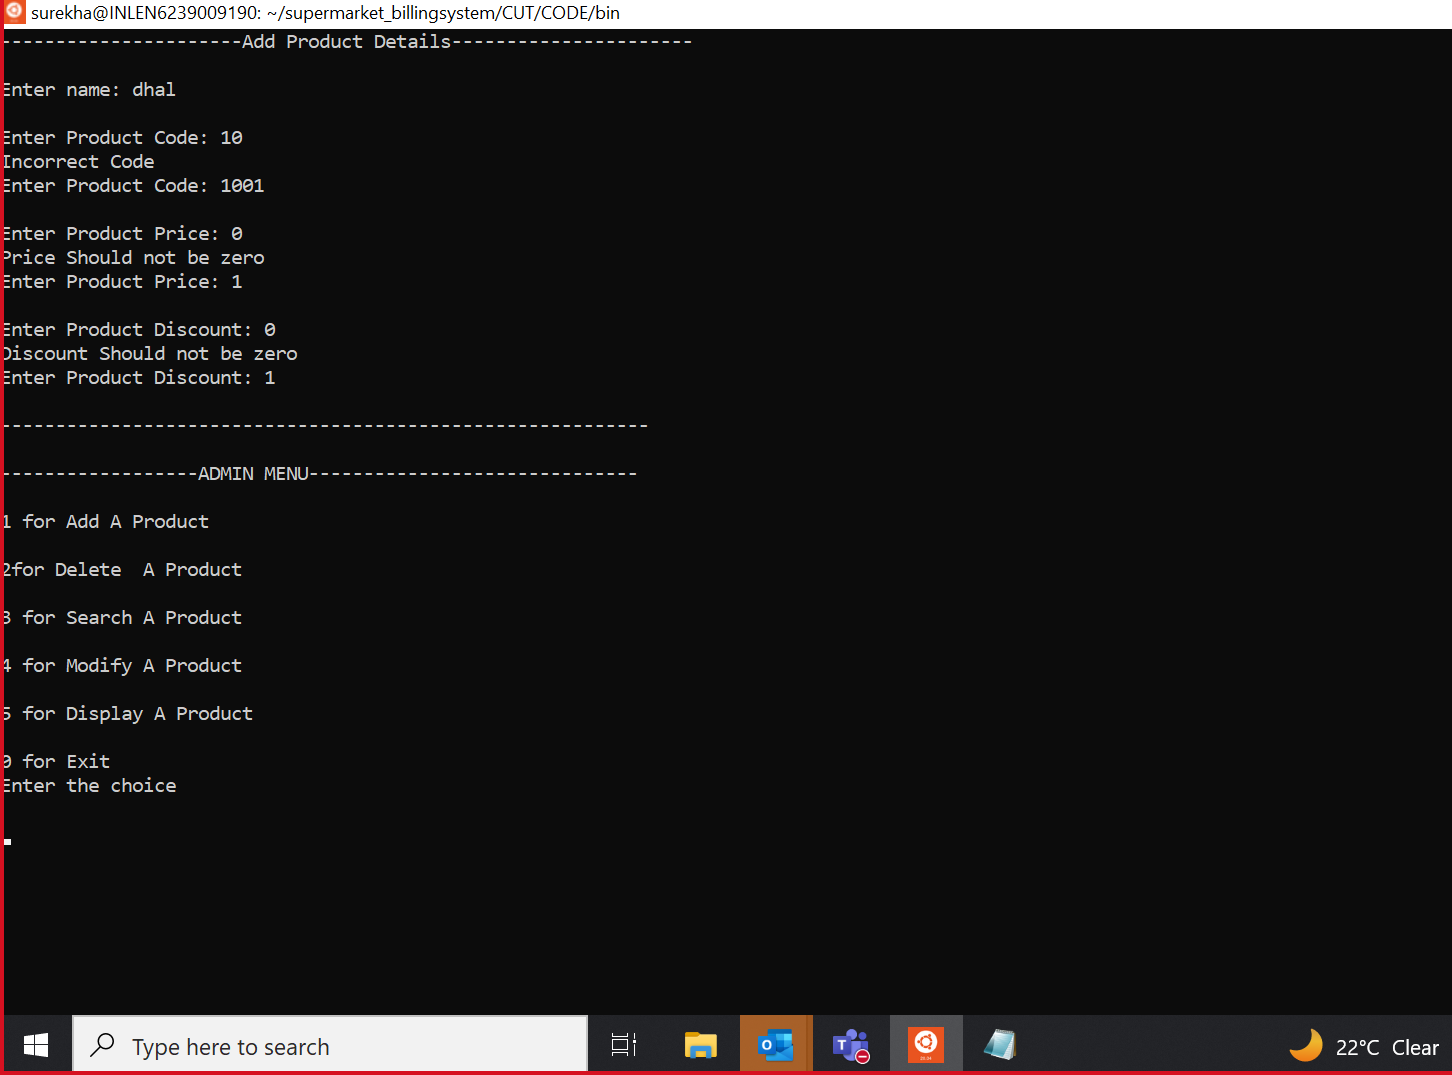 surekha@INLEN6239009190: ~/supermarket_billingsystem/CUT/CODE/bin
----------------------Add Product Details----------------------
Enter name: dhal
Enter Product Code: 10
Incorrect Code
Enter Product Code: 1001
Enter Product Price: 0
Price Should not be zero
Enter Product Price: 1
Enter Product Discount: 0
Discount Should not be zero
Enter Product Discount: 1
-----------------------------------------------------------
------------------ADMIN MENU------------------------------
1 for Add A Product
2for Delete  A Product
3 for Search A Product
4 for Modify A Product
5 for Display A Product
0 for Exit
Enter the choice
Type here to search
22°C Clear